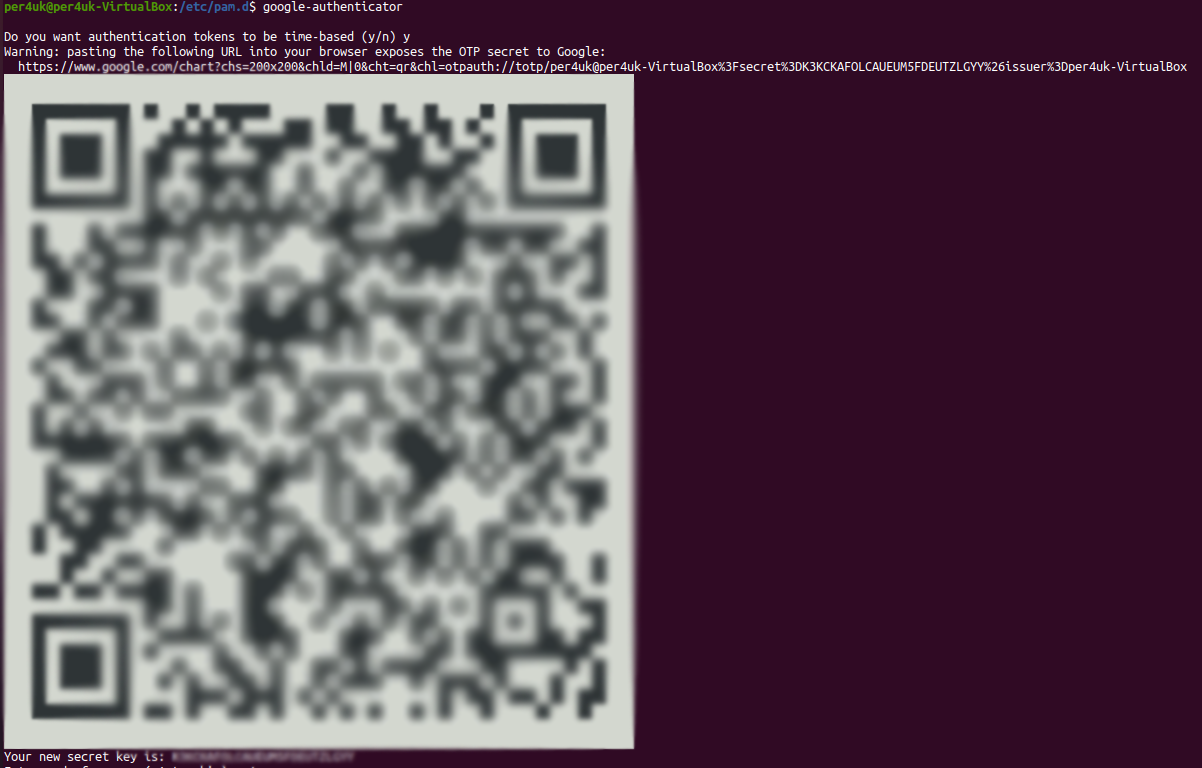 per4uk@per4uk-VirtualBox:/etc/pam.d$ google-authenticator
Do you want authentication tokens to be time-based (y/n) y
Warning: pasting the following URL into your browser exposes the OTP secret to Google:
https://www.google.com/chart?chs=200x200&chld=M|0&cht=qr&chl=otpauth://totp/per4uk@per4uk-VirtualBox%3Fsecret%3DK3KCKAFOLCAUEUM5FDEUTZLGYY%26issuer%3Dper4uk-VirtualBox
Your new secret key is: